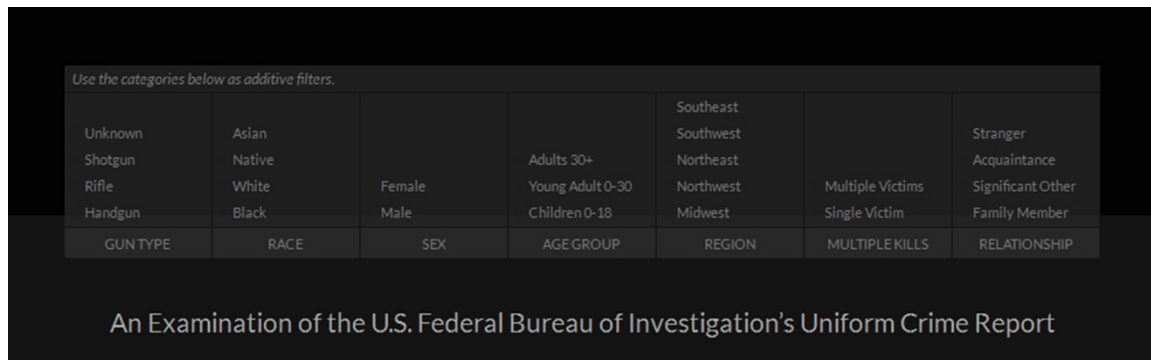 Use the categories below as additive filters.
Southeast
Unknown Asian Southwest Stranger
Shotgun Native Adults 30+ Northeast Acquaintance
Rifle White Female Young Adult 0-30 Northwest Multiple Victims Significant Other
Handgun Black Male Children 0-18 Midwest Single Victim Family Member
GUN TYPE RACE SEX AGE GROUP REGION MULTIPLE KILLS RELATIONSHIP
An Examination of the U.S. Federal Bureau of Investigation's Uniform Crime Report